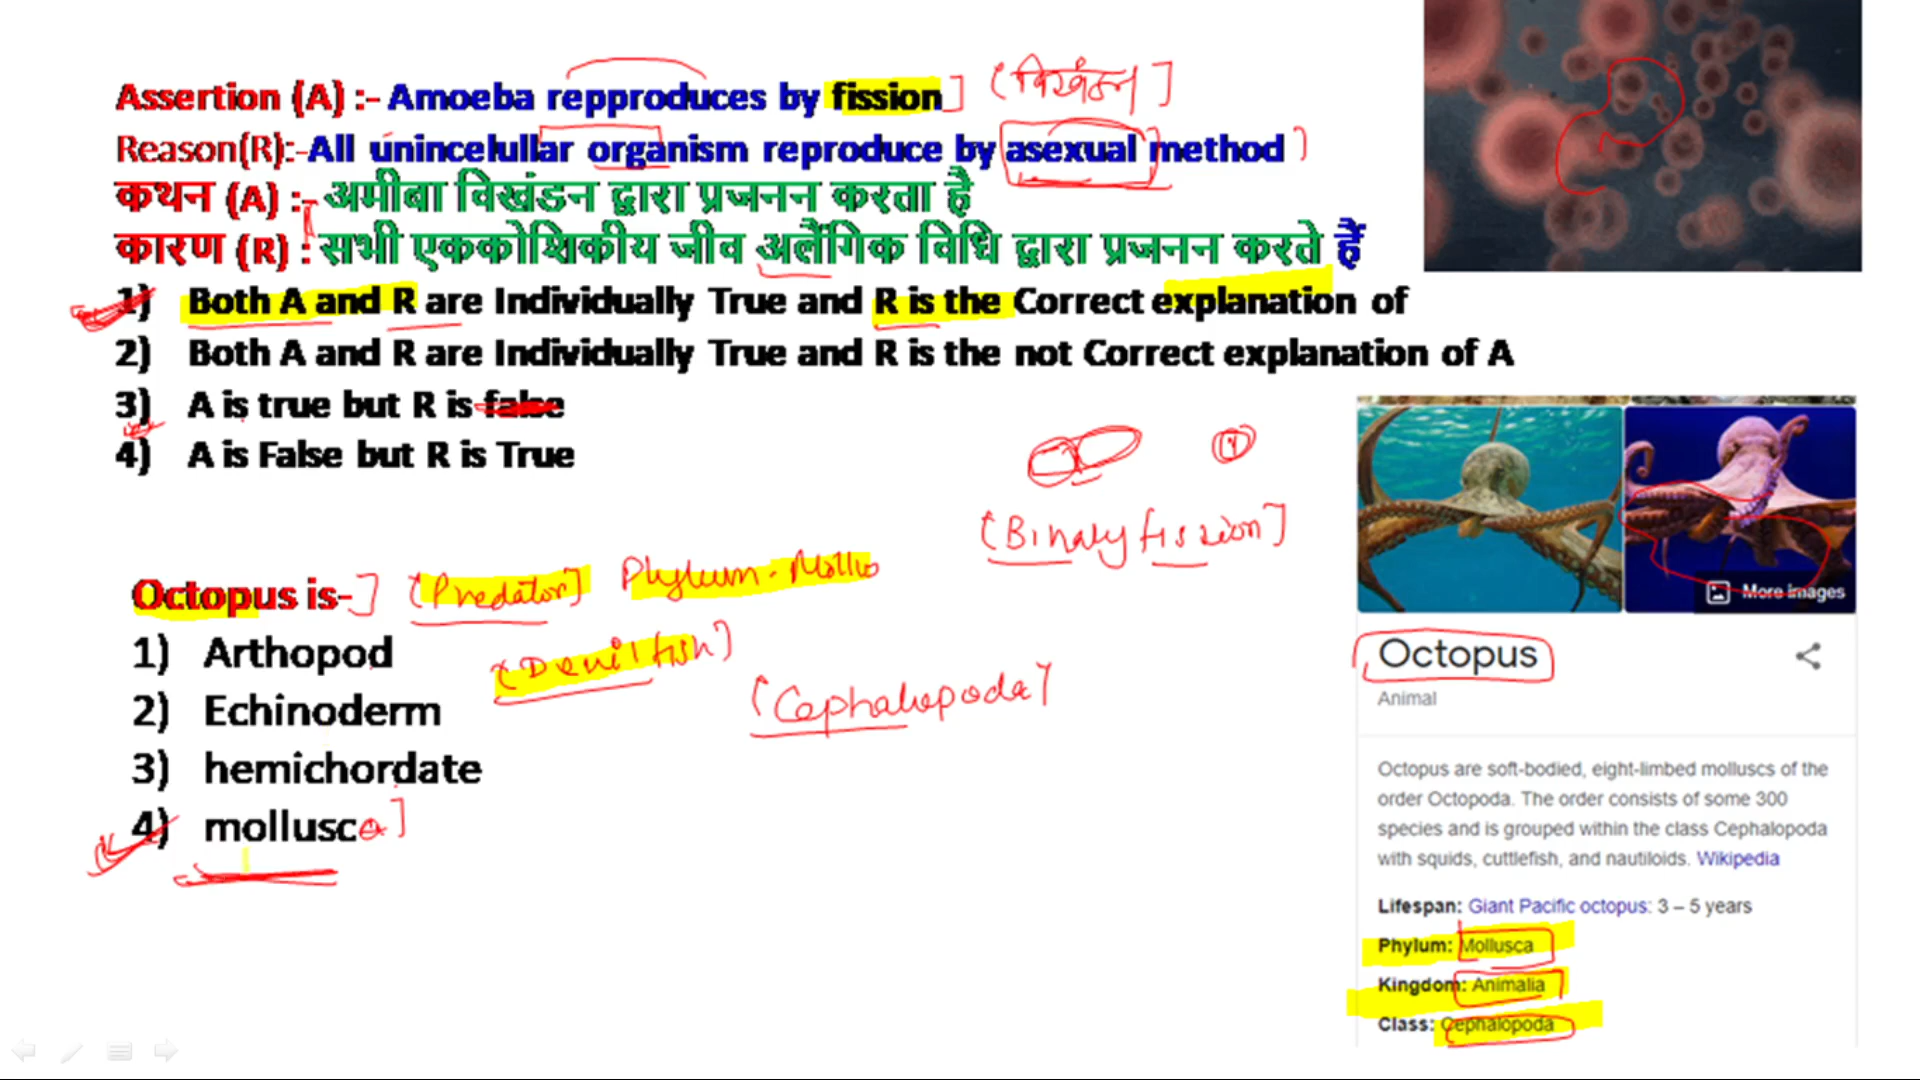 Assertion (A) :- Amoeba repproduces by fission] (विखंडन]
Reason(R):-All unincelullar organism reproduce by asexual method]
कथन (A) :- अमीबा विखंडन द्वारा प्रजनन करता है
कारण (R) : सभी एककोशिकीय जीव अलैंगिक विधि द्वारा प्रजनन करते हैं
1) Both A and R are Individually True and R is the Correct explanation of
2) Both A and R are Individually True and R is the not Correct explanation of A
3) A is true but R is false
4) A is False but R is True
(Binary fission]
Octopus is-] (Predator] Phylum - Mollus
1) Arthopod (Devilfish]
2) Echinoderm (Cephalopoda]
3) hemichordate
4) mollusca]
More images
Octopus
Animal
Octopus are soft-bodied, eight-limbed molluscs of the
order Octopoda. The order consists of some 300
species and is grouped within the class Cephalopoda
with squids, cuttlefish, and nautiloids. Wikipedia
Lifespan: Giant Pacific octopus: 3 – 5 years
Phylum: Mollusca
Kingdom: Animalia
Class: Cephalopoda